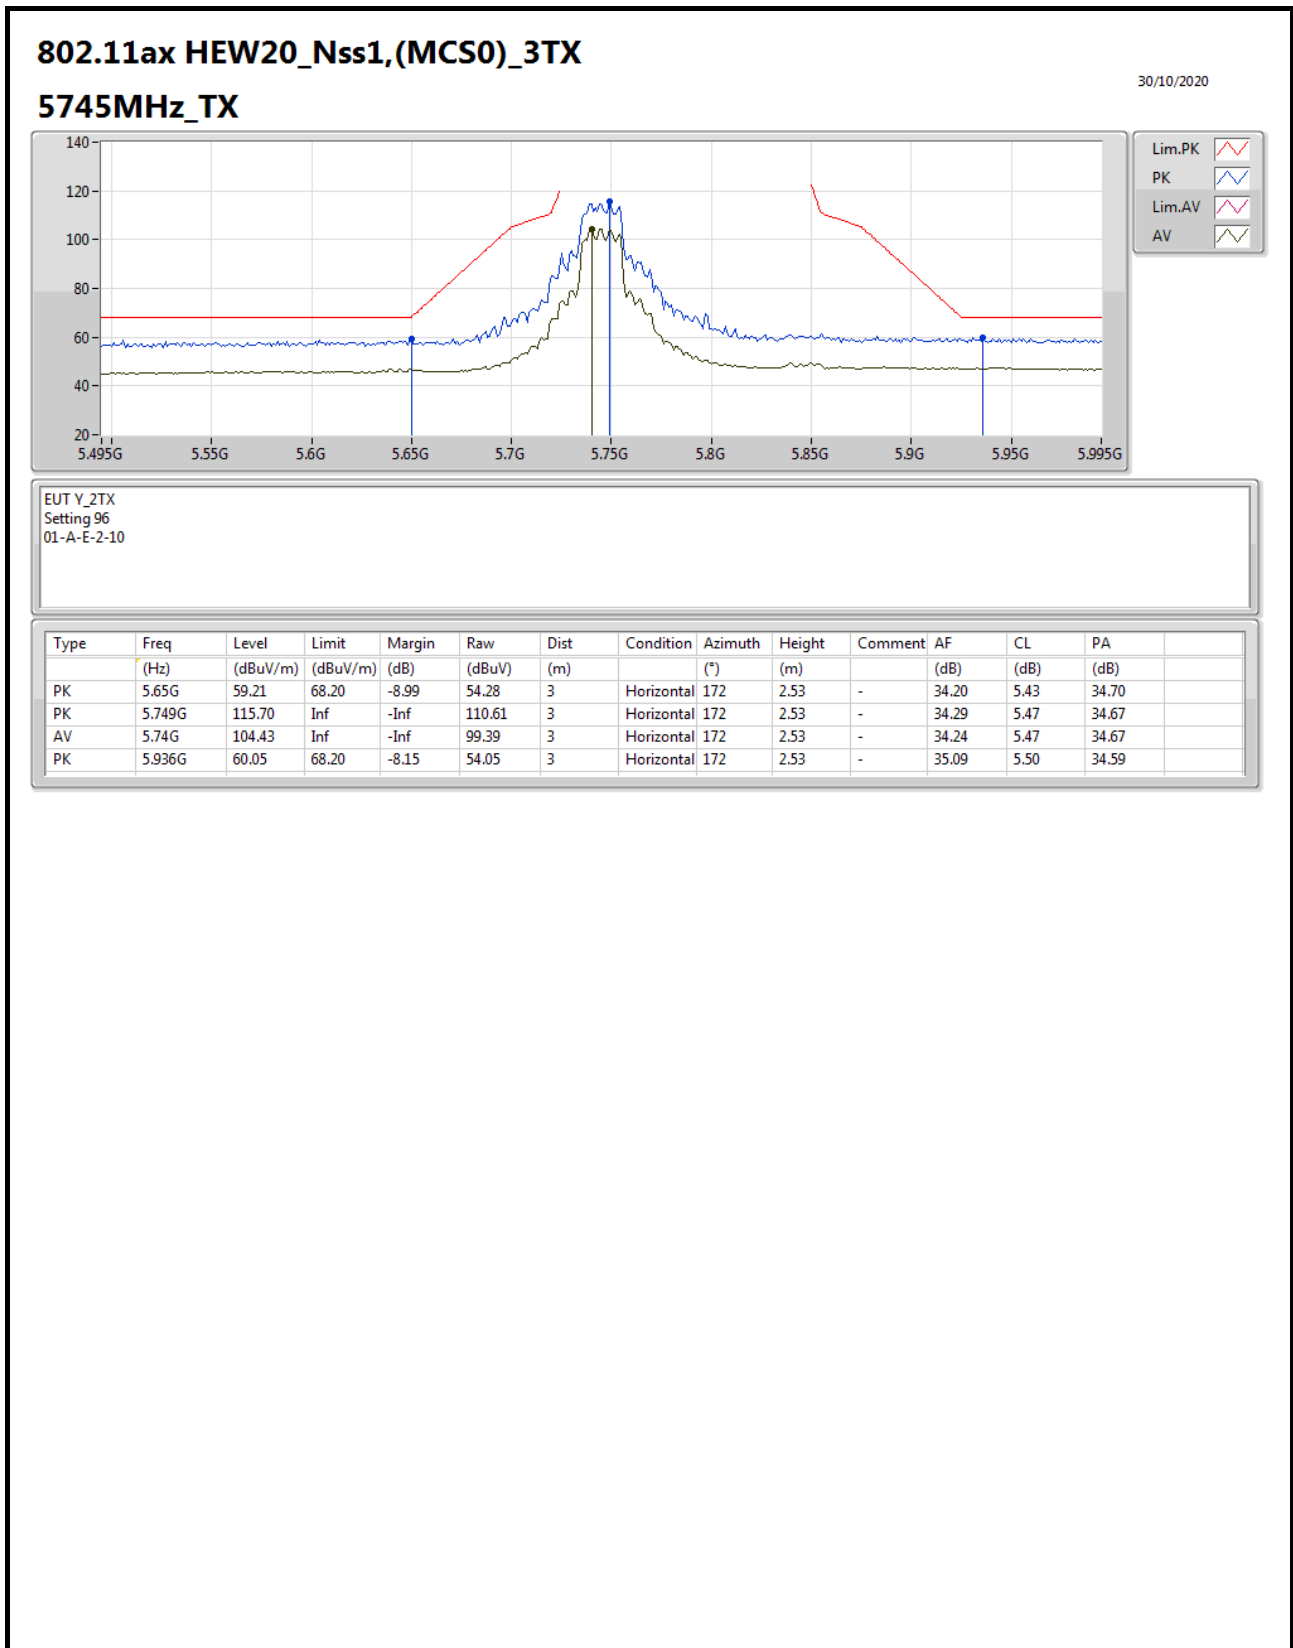 802.11ax HEW20_Nss1,(MCS0)_3TX
30/10/2020
5745MHz_TX
140
120
100
80
60
40
20
5.495G 5.55G 5.6G 5.65G 5.7G 5.75G 5.8G 5.85G 5.9G 5.95G 5.995G
Lim.PK
PK
Lim.AV
AV
EUT Y_2TX
Setting 96
01-A-E-2-10
Type Freq Level Limit Margin Raw Dist Condition Azimuth Height Comment AF CL PA
(Hz) (dBuV/m) (dBuV/m) (dB) (dBuV) (m) (°) (m) (dB) (dB) (dB)
PK 5.65G 59.21 68.20 -8.99 54.28 3 Horizontal 172 2.53 - 34.20 5.43 34.70
PK 5.749G 115.70 Inf -Inf 110.61 3 Horizontal 172 2.53 - 34.29 5.47 34.67
AV 5.74G 104.43 Inf -Inf 99.39 3 Horizontal 172 2.53 - 34.24 5.47 34.67
PK 5.936G 60.05 68.20 -8.15 54.05 3 Horizontal 172 2.53 - 35.09 5.50 34.59